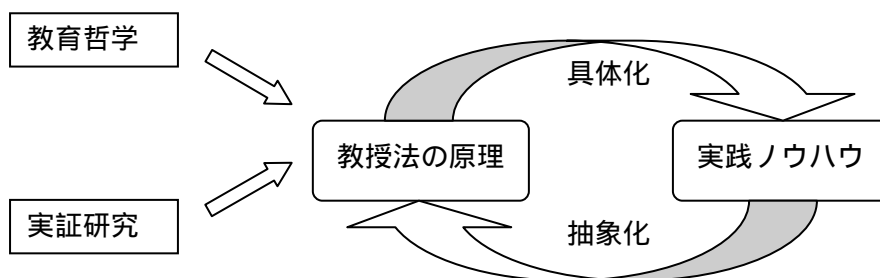 教育哲学
具体化
教授法の原理
実践ノウハウ
実証研究
抽象化